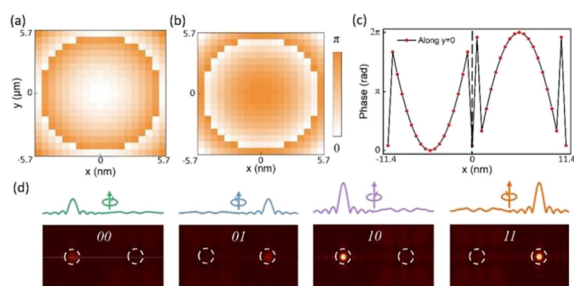 (a)
5.7
y (μm)
0
-5.7
-5.7
0
5.7
x (nm)
(b)
5.7
0
-5.7
-5.7
0
5.7
x (nm)
π
0
(c)
2π
π
0
Phase (rad)
Along y=0
-11.4
0
11.4
x (nm)
(d)
00
01
10
11